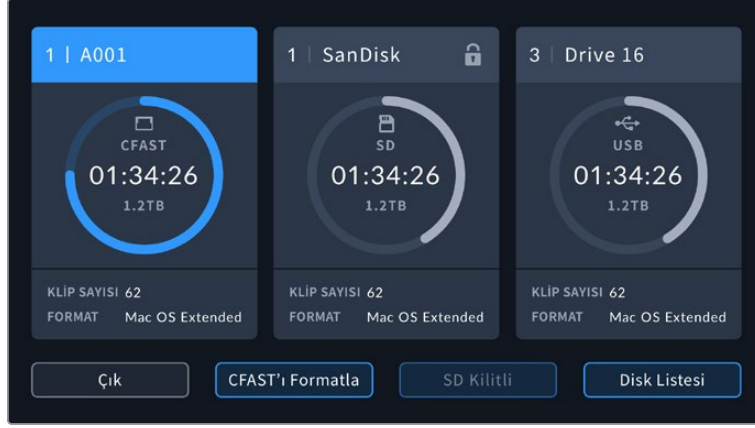 1 | A001
CFAST
01:34:26
1.2TB
KLİP SAYISI 62
FORMAT Mac OS Extended
1 | SanDisk
SD
01:34:26
1.2TB
KLİP SAYISI 62
FORMAT Mac OS Extended
3 | Drive 16
USB
01:34:26
1.2TB
KLİP SAYISI 62
FORMAT Mac OS Extended
Çık
CFAST'ı Formatla
SD Kilitli
Disk Listesi